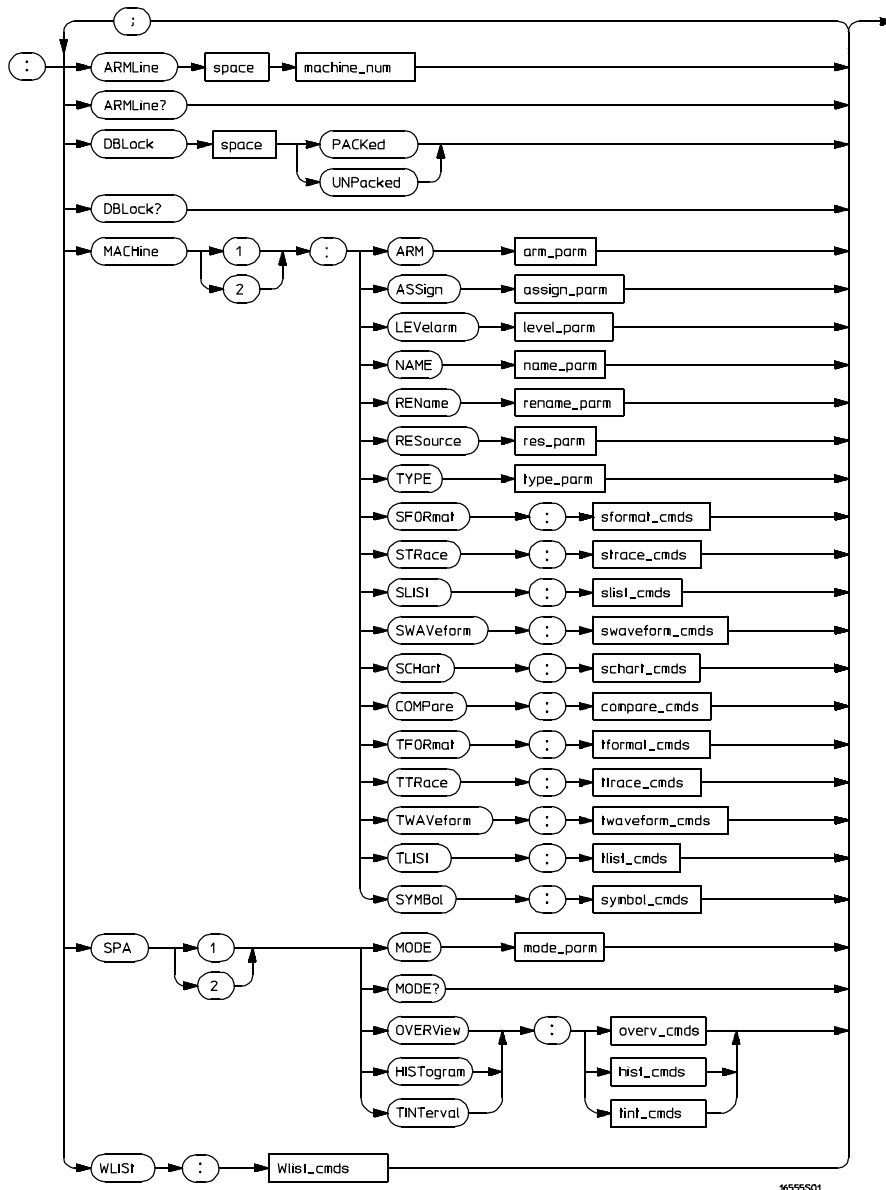 ;
: ARMLine space machine_num
ARMLine?
DBLock space PACKed
UNPacked
DBLock?
MACHine 1 : ARM arm_parm
2 ASSign assign_parm
LEVelarm level_parm
NAME name_parm
REName rename_parm
RESource res_parm
TYPE type_parm
SFORmat : sformat_cmds
STRace : strace_cmds
SLISt : slist_cmds
SWAVeform : swaveform_cmds
SCHart : schart_cmds
COMPare : compare_cmds
TFORmat : tformat_cmds
TTRace : ttrace_cmds
TWAVeform : twaveform_cmds
TLISt : tlist_cmds
SYMBol : symbol_cmds
SPA 1 MODE mode_parm
2 MODE?
OVERView : overv_cmds
HISTogram hist_cmds
TINTerval tint_cmds
WLISt : Wlist_cmds
16555S01